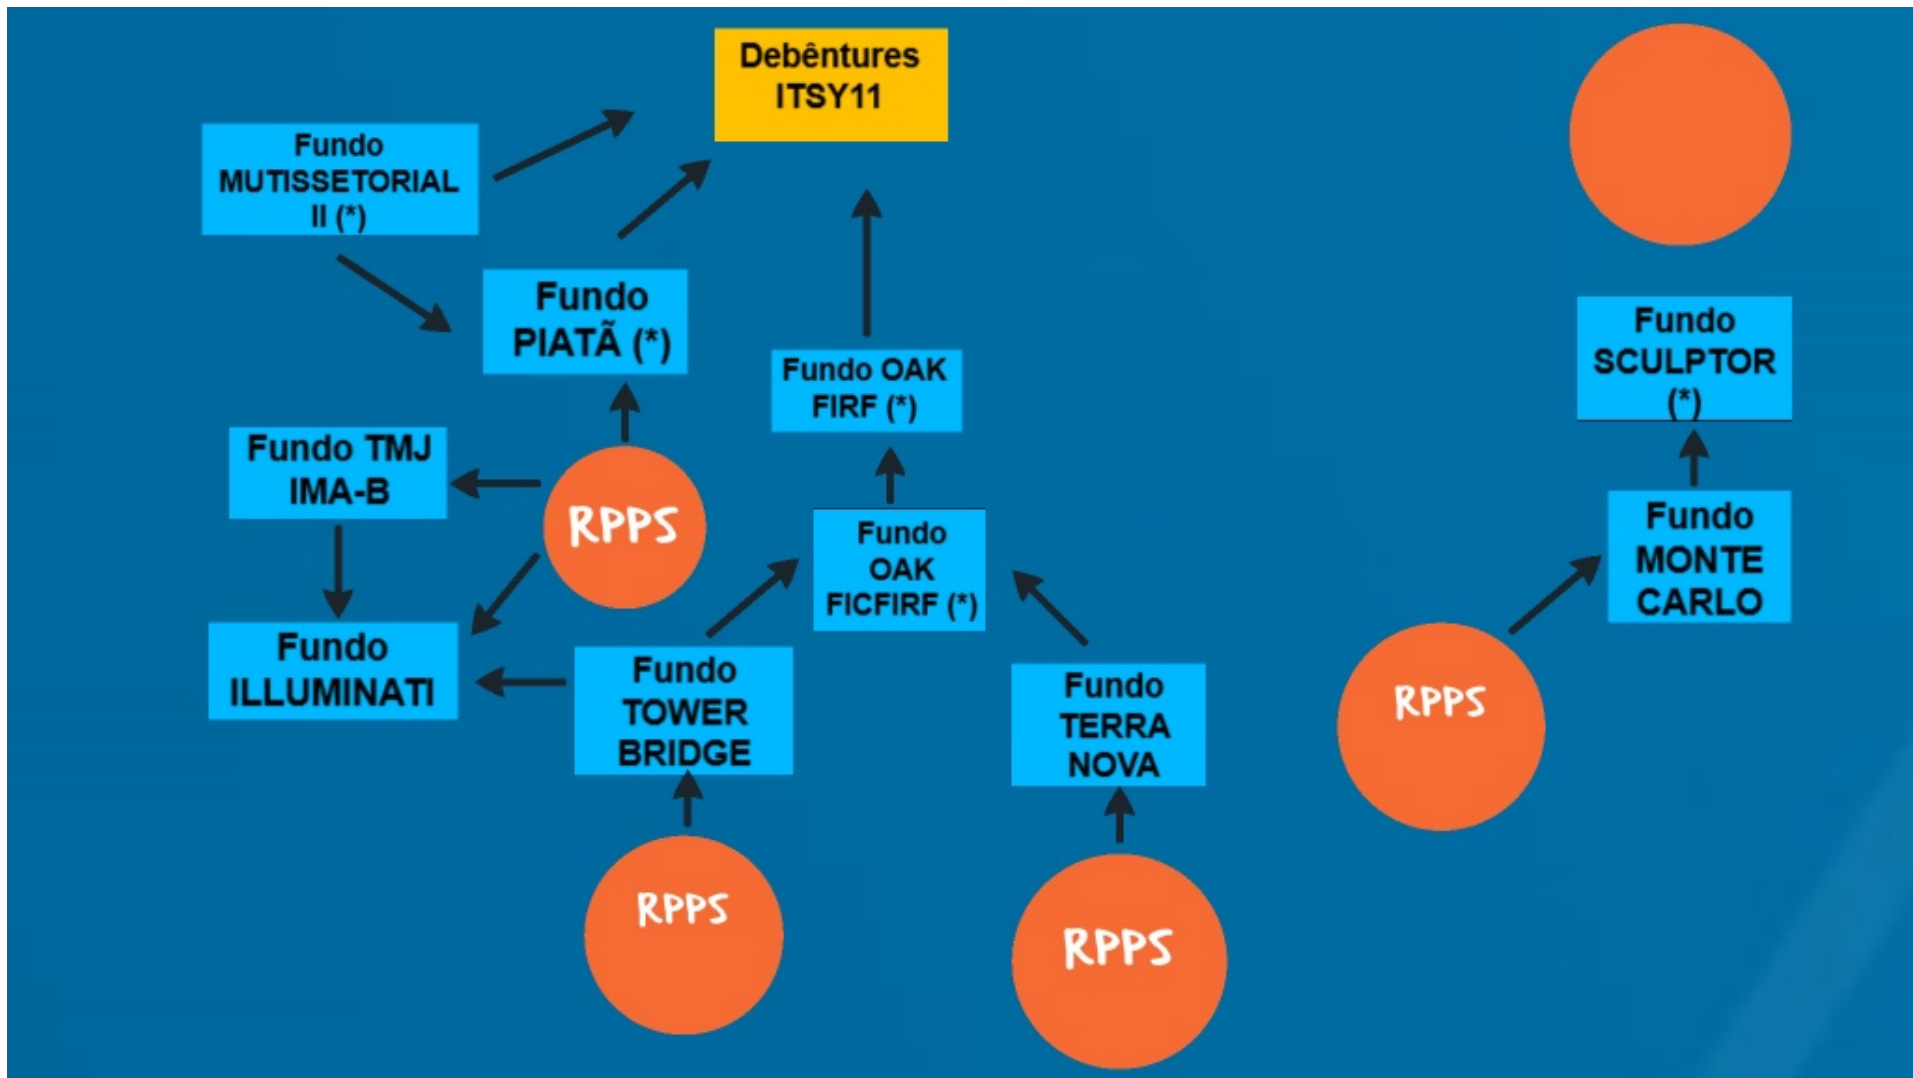 Debêntures
ITSY11
Fundo
MUTISSETORIAL
II (*)
Fundo
PIATÃ (*)
Fundo
SCULPTOR
(*)
Fundo OAK
FIRF (*)
Fundo TMJ
IMA-B
RPPS
Fundo
OAK
FICFIRF (*)
Fundo
MONTE
CARLO
Fundo
ILLUMINATI
Fundo
TOWER
BRIDGE
Fundo
TERRA
NOVA
RPPS
RPPS
RPPS